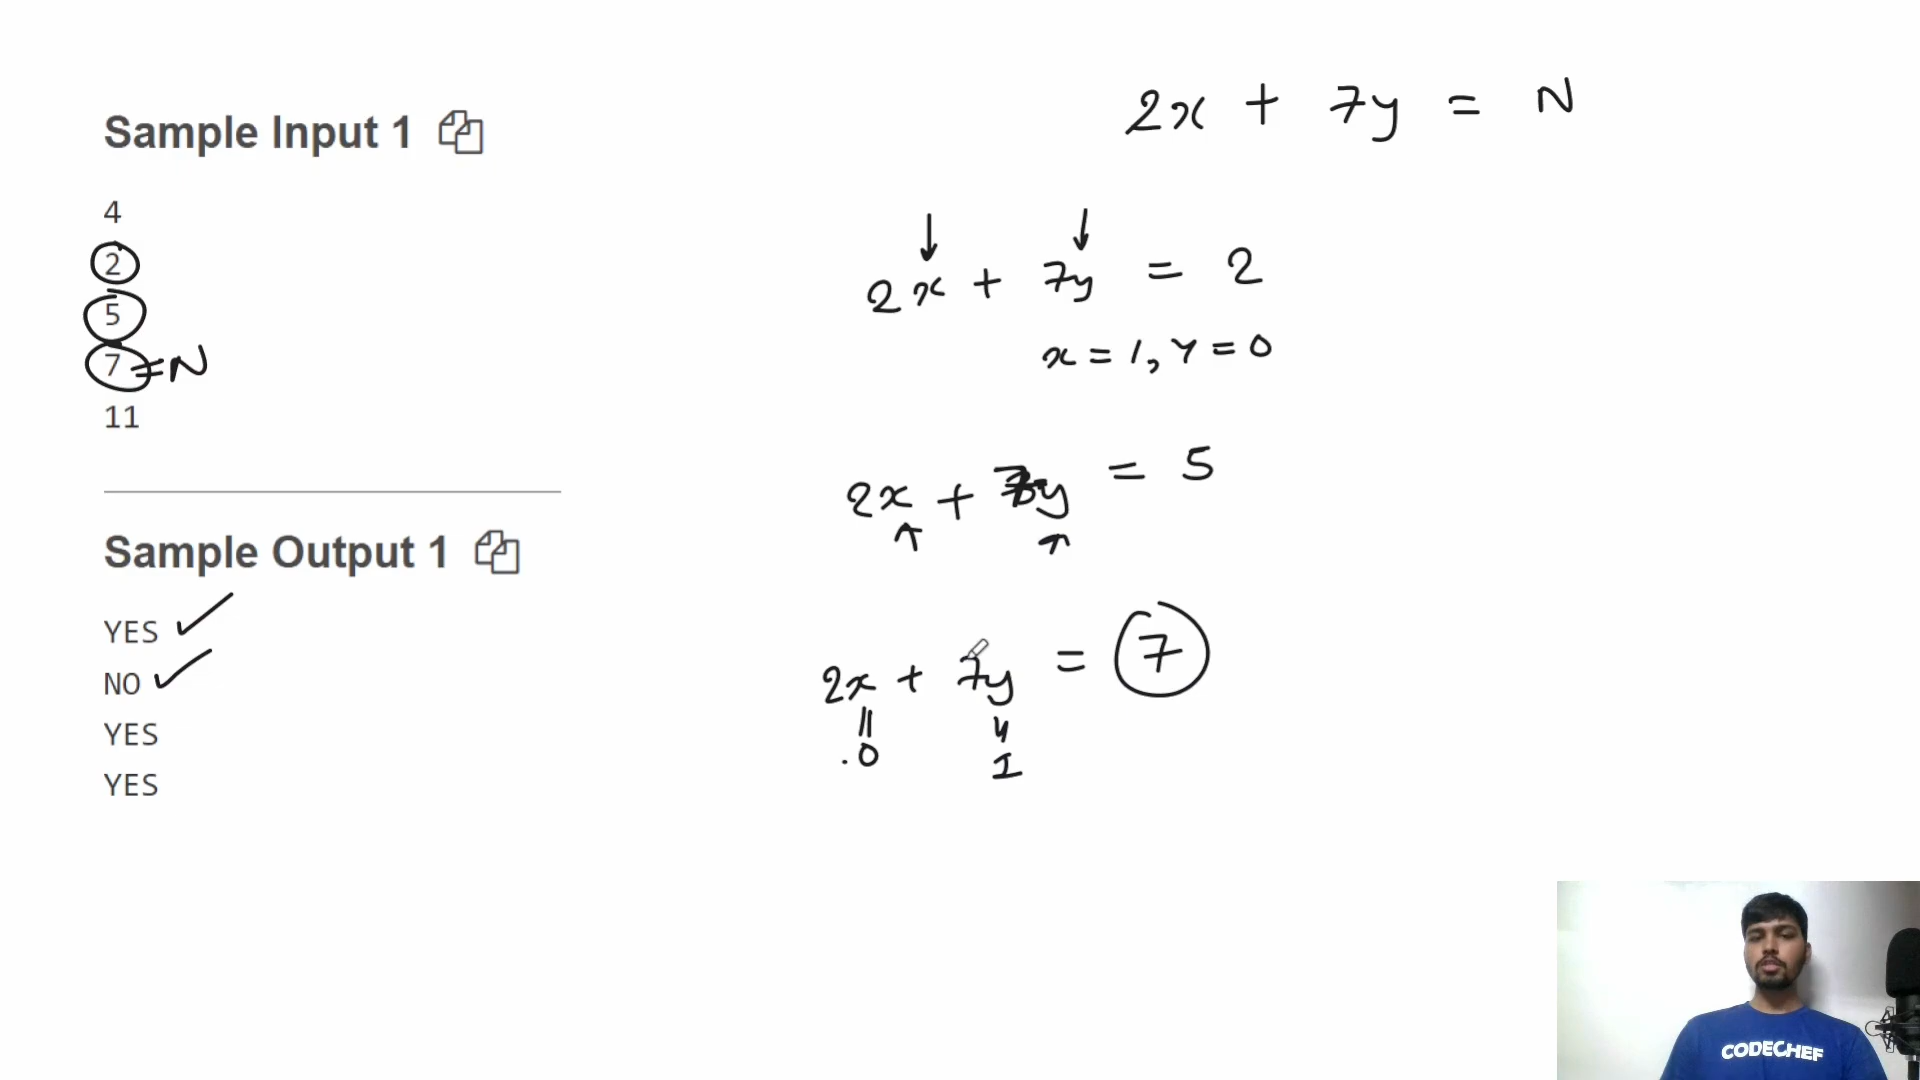 Sample Input 1
4
2
5
7 = N
11
Sample Output 1
YES
NO
YES
YES
2x + 7y = N
2x + 7y = 2
x = 1, Y = 0
2x + 7y = 5
2x + 7y = 7
0 1
CODECHEF